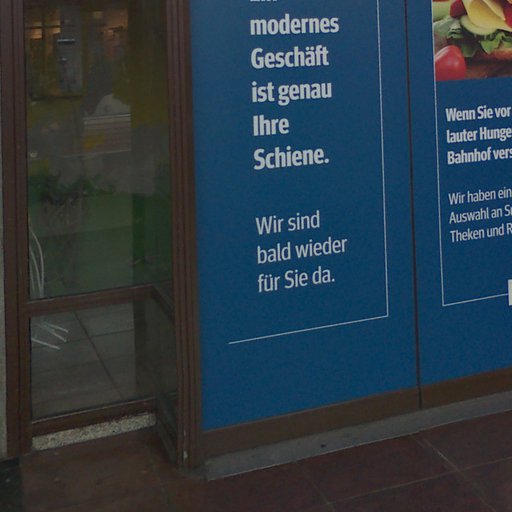 modernes
Geschäft
ist genau
Ihre
Schiene.
Wir sind
bald wieder
für Sie da.
Wenn Sie vor
lauter Hunge
Bahnhof vers
Wir haben ein
Auswahl an S
Theken und R